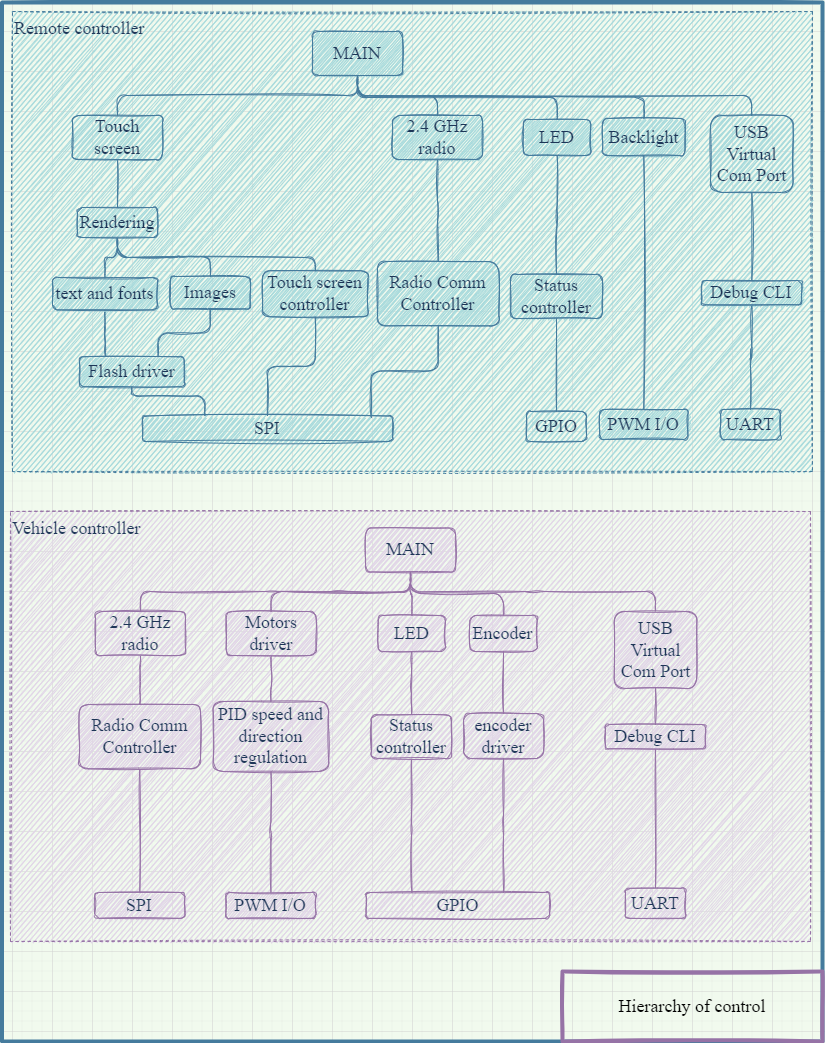 Remote controller
MAIN
Touch
screen
2.4 GHz
radio
LED
Backlight
USB
Virtual
Com Port
Rendering
text and fonts
Images
Touch screen
controller
Radio Comm
Controller
Status
controller
Debug CLI
Flash driver
SPI
GPIO
PWM I/O
UART
Vehicle controller
MAIN
2.4 GHz
radio
Motors
driver
LED
Encoder
USB
Virtual
Com Port
Radio Comm
Controller
PID speed and
direction
regulation
Status
controller
encoder
driver
Debug CLI
SPI
PWM I/O
GPIO
UART
Hierarchy of control